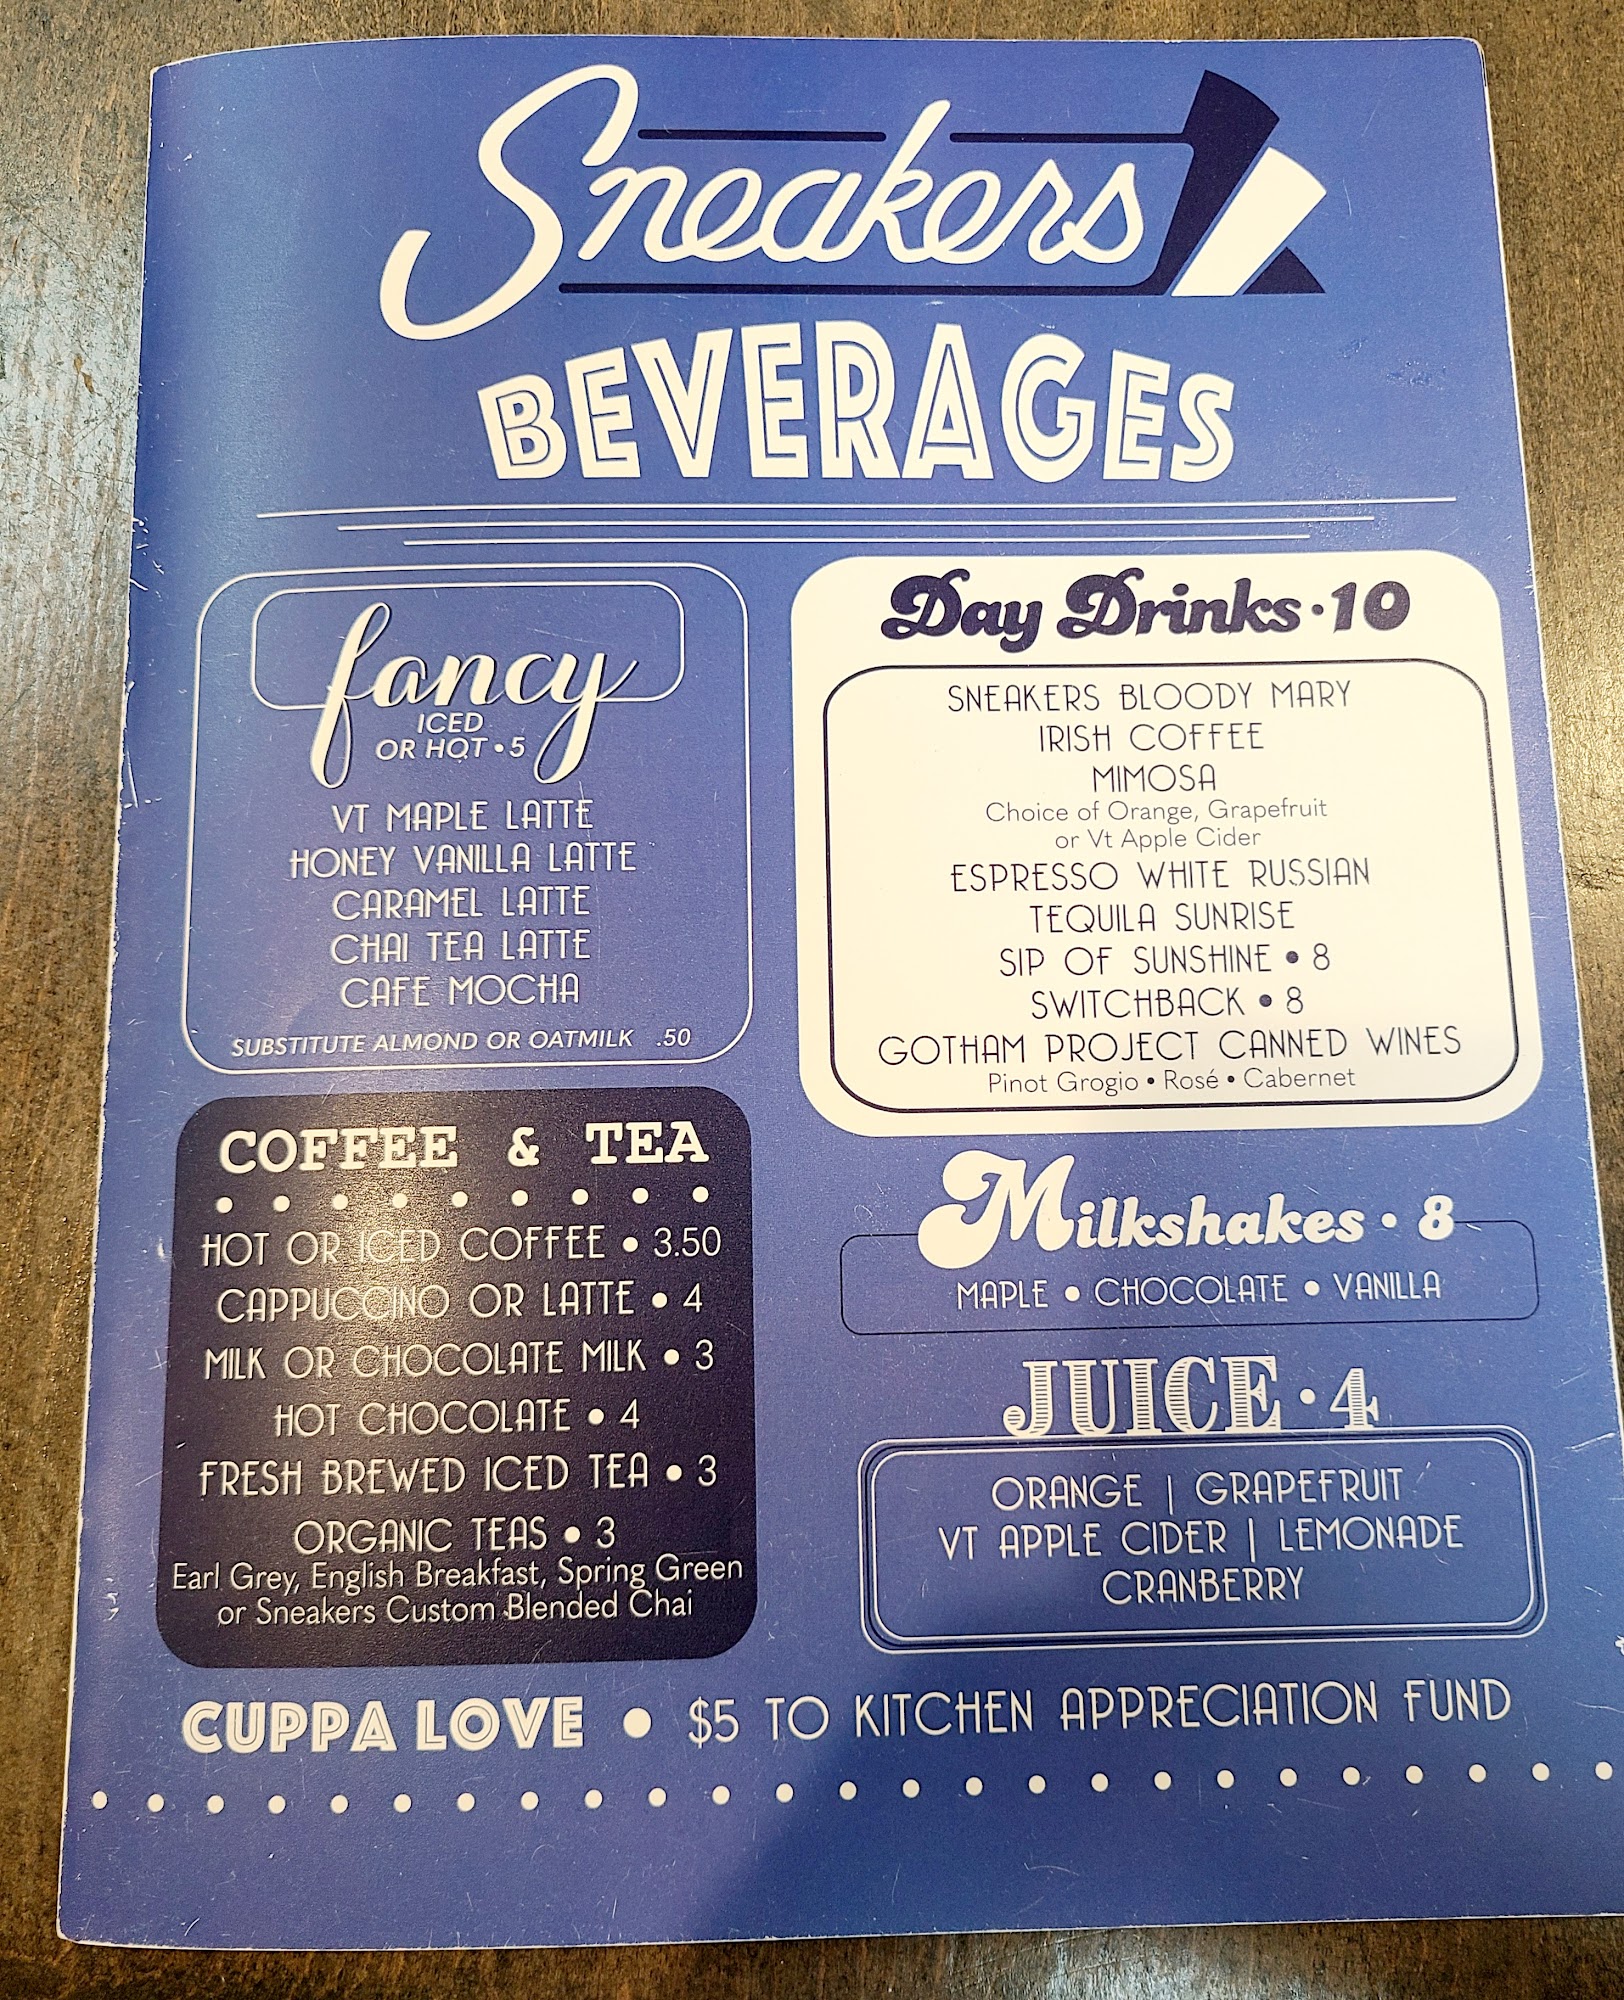 Sneakers
BEVERAGES
fancy
ICED
OR HOT • 5
VT MAPLE LATTE
HONEY VANILLA LATTE
CARAMEL LATTE
CHAI TEA LATTE
CAFE MOCHA
SUBSTITUTE ALMOND OR OATMILK .50
COFFEE & TEA
HOT OR ICED COFFEE • 3.50
CAPPUCCINO OR LATTE • 4
MILK OR CHOCOLATE MILK • 3
HOT CHOCOLATE • 4
FRESH BREWED ICED TEA • 3
ORGANIC TEAS • 3
Earl Grey, English Breakfast, Spring Green
or Sneakers Custom Blended Chai
Day Drinks • 10
SNEAKERS BLOODY MARY
IRISH COFFEE
MIMOSA
Choice of Orange, Grapefruit
or Vt Apple Cider
ESPRESSO WHITE RUSSIAN
TEQUILA SUNRISE
SIP OF SUNSHINE • 8
SWITCHBACK • 8
GOTHAM PROJECT CANNED WINES
Pinot Grogio • Rosé • Cabernet
Milkshakes • 8
MAPLE • CHOCOLATE • VANILLA
JUICE • 4
ORANGE | GRAPEFRUIT
VT APPLE CIDER | LEMONADE
CRANBERRY
CUPPA LOVE • $5 TO KITCHEN APPRECIATION FUND